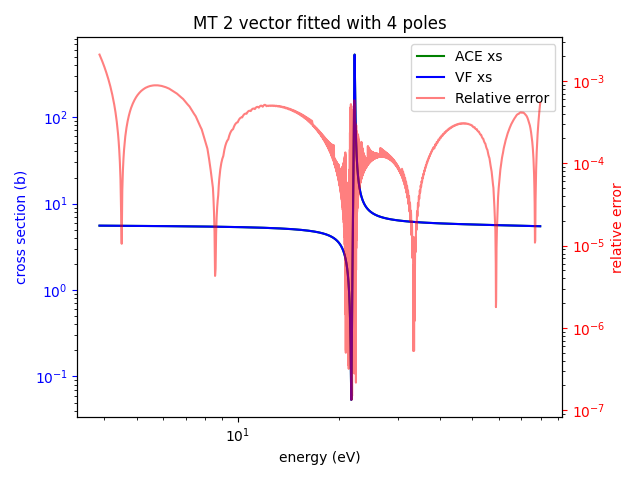 MT 2 vector fitted with 4 poles
ACE xs
VF xs
Relative error
10²
10¹
10⁰
10⁻¹
cross section (b)
10⁻³
10⁻⁴
10⁻⁵
10⁻⁶
10⁻⁷
relative error
10¹
energy (eV)